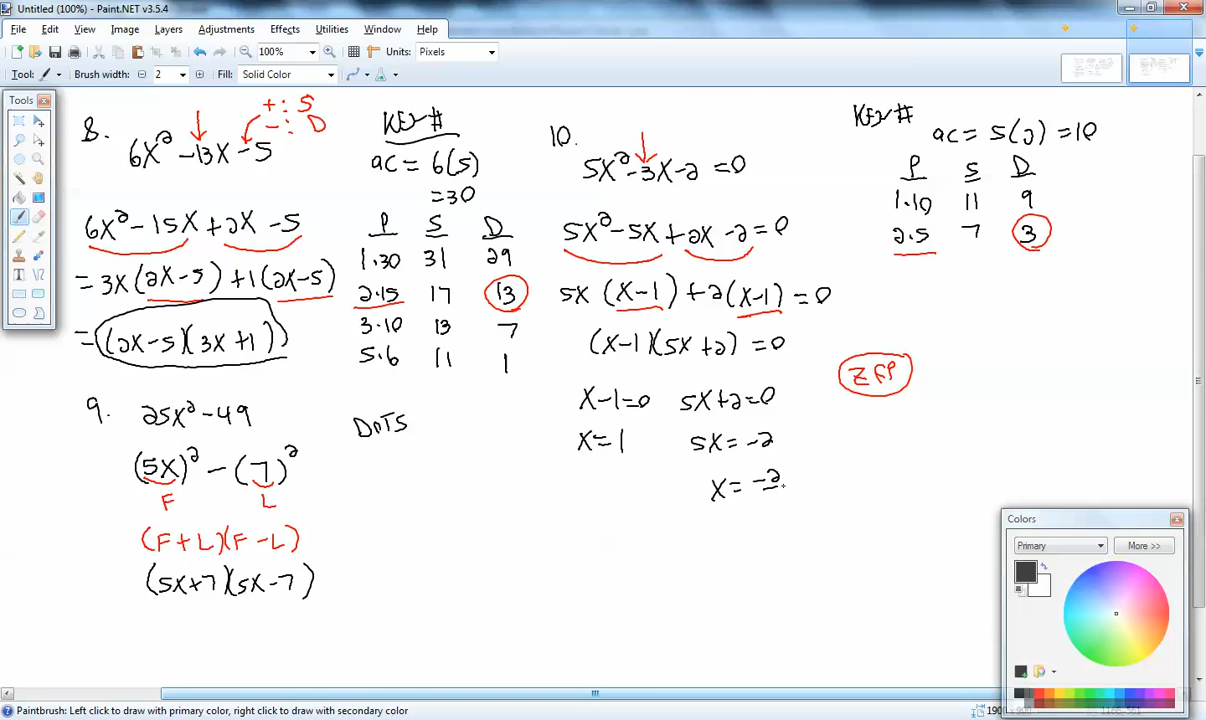 Untitled (100%) - Paint.NET v3.5.4
File Edit View Image Layers Adjustments Effects Utilities Window Help
100% Units: Pixels
Tool: Brush width: 2 Fill: Solid Color
Tools
8. 6x² -13x -5
+: S
-: D
KEY #
ac = 6(5)
=30
6x² -15x +2x -5
= 3x(2x-5) +1(2x-5)
= (2x-5)(3x+1)
P S D
1.30 31 29
2.15 17 13
3.10 13 7
5.6 11 1
9. 25x² -49
DOTS
(5x)² - (7)²
F L
(F+L)(F-L)
(5x+7)(5x-7)
10.
5x² -3x -2 =0
5x² -5x +2x -2 =0
5x (x-1) +2(x-1) =0
(x-1)(5x+2) =0
x-1=0 5x+2=0
x=1 5x = -2
x = -2
KEY #
ac = 5(2) =10
P S D
1.10 11 9
2.5 7 3
ZFP
Colors
Primary More >>
Paintbrush: Left click to draw with primary color, right click to draw with secondary color